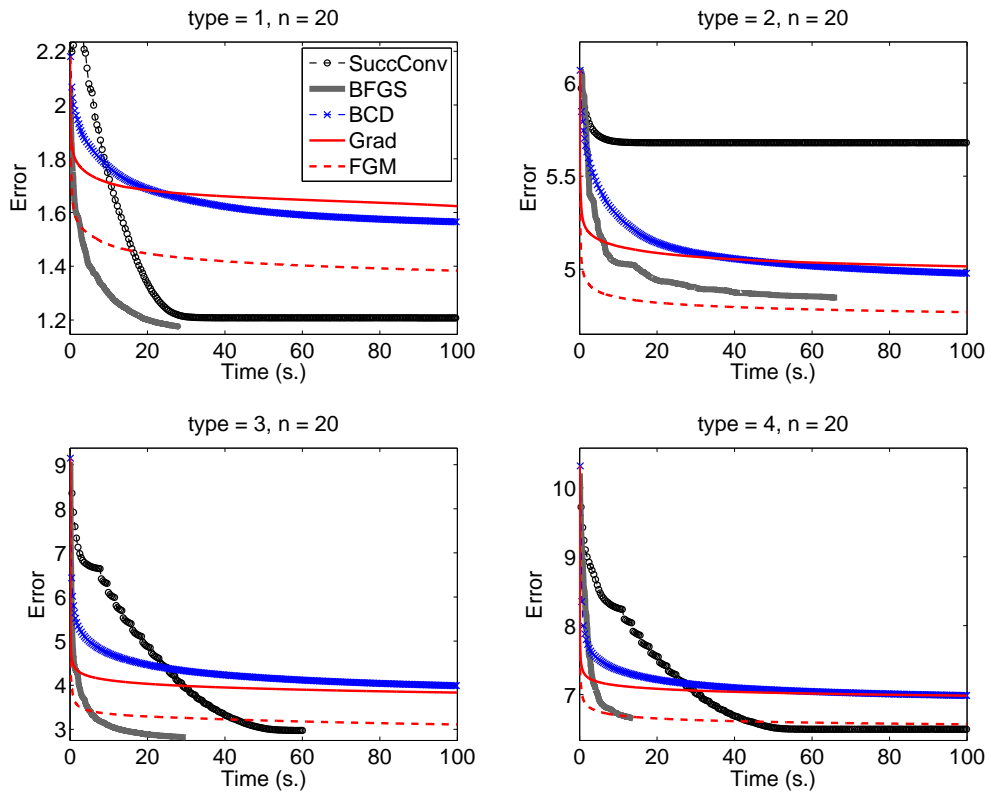 type = 1, n = 20
2.2
2
1.8
1.6
1.4
1.2
Error
0 20 40 60 80 100
Time (s.)
SuccConv
BFGS
BCD
Grad
FGM
type = 2, n = 20
6
5.5
5
Error
0 20 40 60 80 100
Time (s.)
type = 3, n = 20
9
8
7
6
5
4
3
Error
0 20 40 60 80 100
Time (s.)
type = 4, n = 20
10
9
8
7
Error
0 20 40 60 80 100
Time (s.)